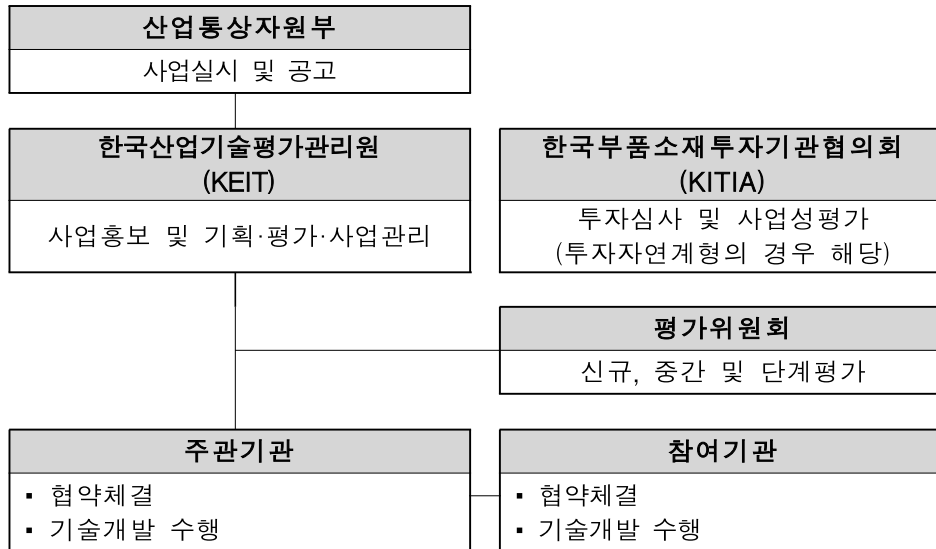 산업통상자원부
사업실시 및 공고
한국산업기술평가관리원
(KEIT)
사업홍보 및 기획·평가·사업관리
한국부품소재투자기관협의회
(KITIA)
투자심사 및 사업성평가
(투자자연계형의 경우 해당)
평가위원회
신규, 중간 및 단계평가
주관기관
▪ 협약체결
▪ 기술개발 수행
참여기관
▪ 협약체결
▪ 기술개발 수행